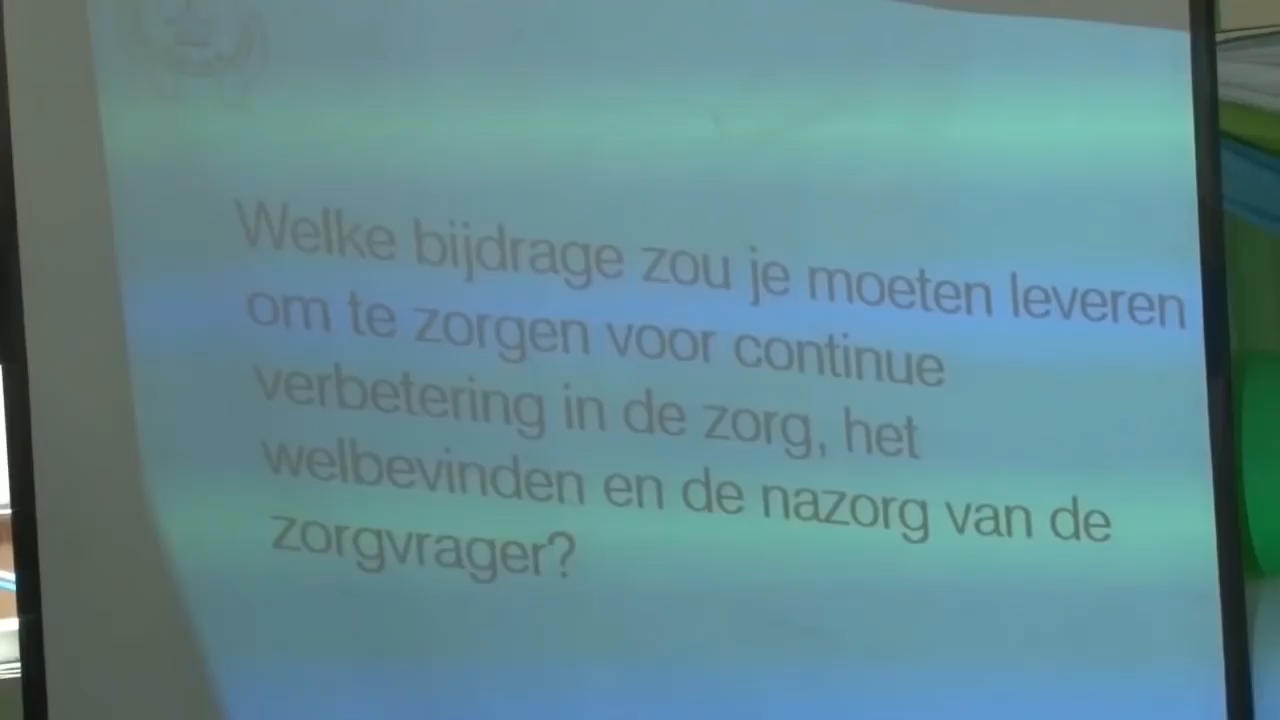 Welke bijdrage zou je moeten leveren
om te zorgen voor continue
verbetering in de zorg, het
welbevinden en de nazorg van de
zorgvrager?